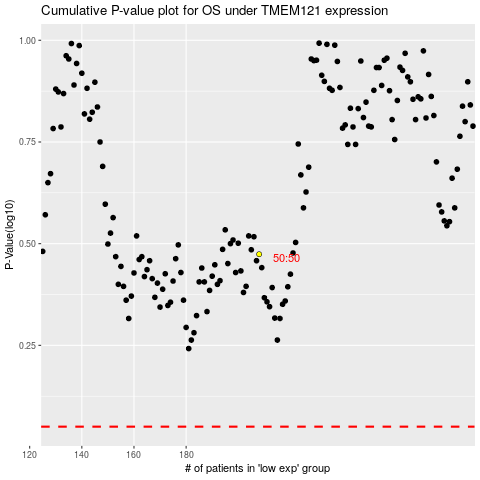 Cumulative P-value plot for OS under TMEM121 expression
P-Value(log10)
1.00
0.75
0.50
0.25
50:50
120 140 160 180
# of patients in 'low exp' group